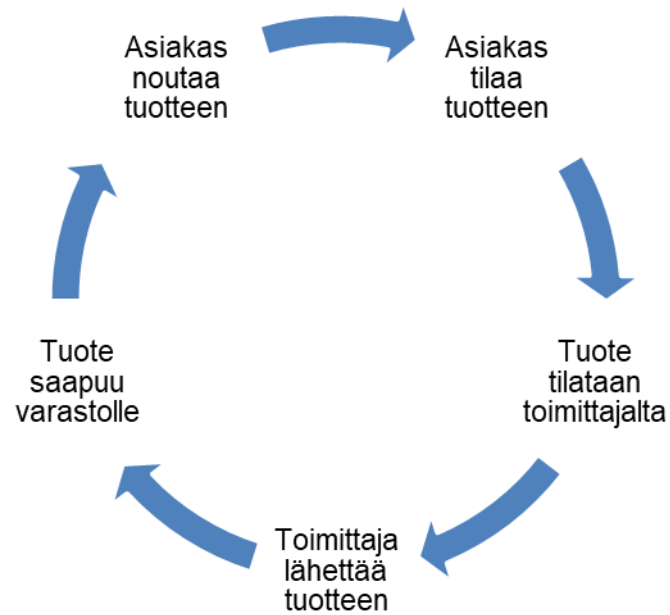 Asiakas
noutaa
tuotteen
Asiakas
tilaa
tuotteen
Tuote
tilataan
toimittajalta
Toimittaja
lähettää
tuotteen
Tuote
saapuu
varastolle